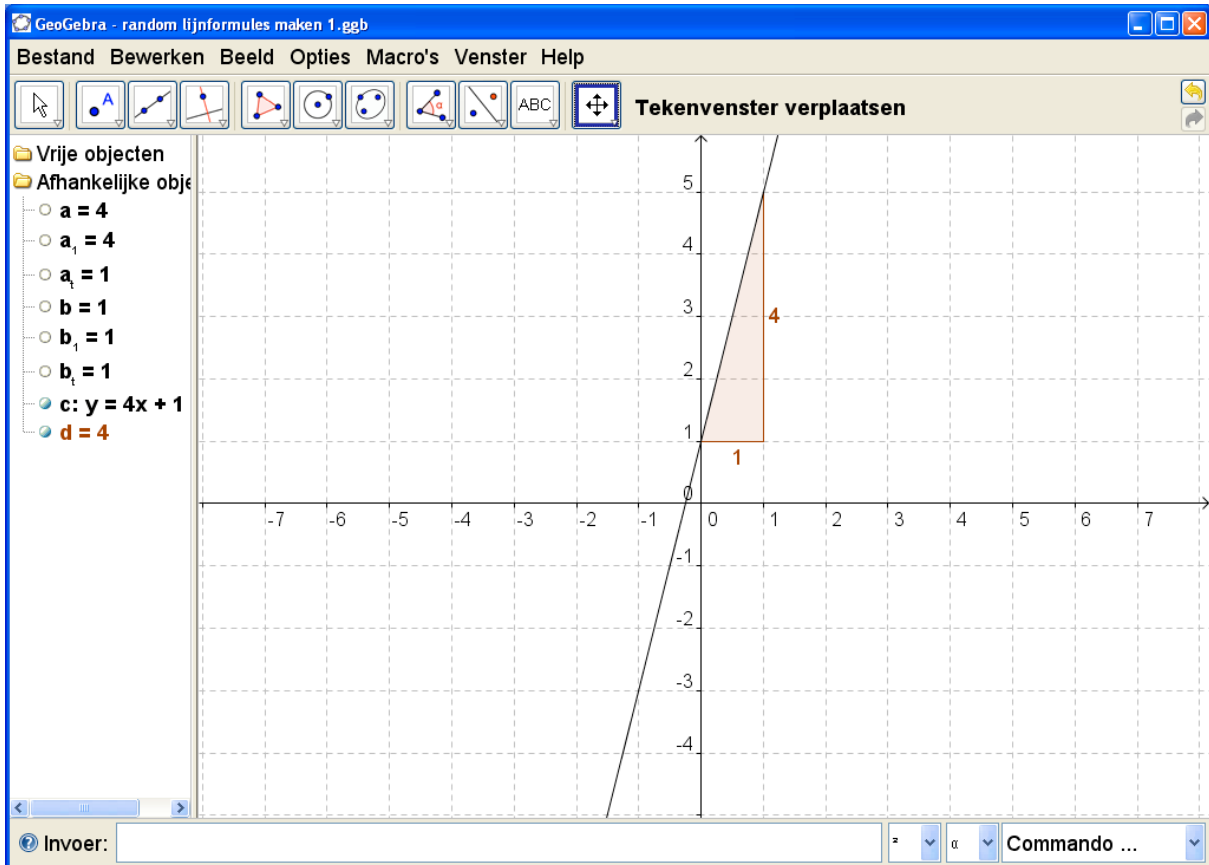 GeoGebra - random lijnformules maken 1.ggb
Bestand Bewerken Beeld Opties Macro's Venster Help
A α ABC Tekenvenster verplaatsen
Vrije objecten
Afhankelijke obje
a = 4
a₁ = 4
aₜ = 1
b = 1
b₁ = 1
bₜ = 1
c: y = 4x + 1
d = 4
5
4
3
2
1
0
-1
-2
-3
-4
-7 -6 -5 -4 -3 -2 -1 0 1 2 3 4 5 6 7
4
1
Invoer: ² α Commando ...